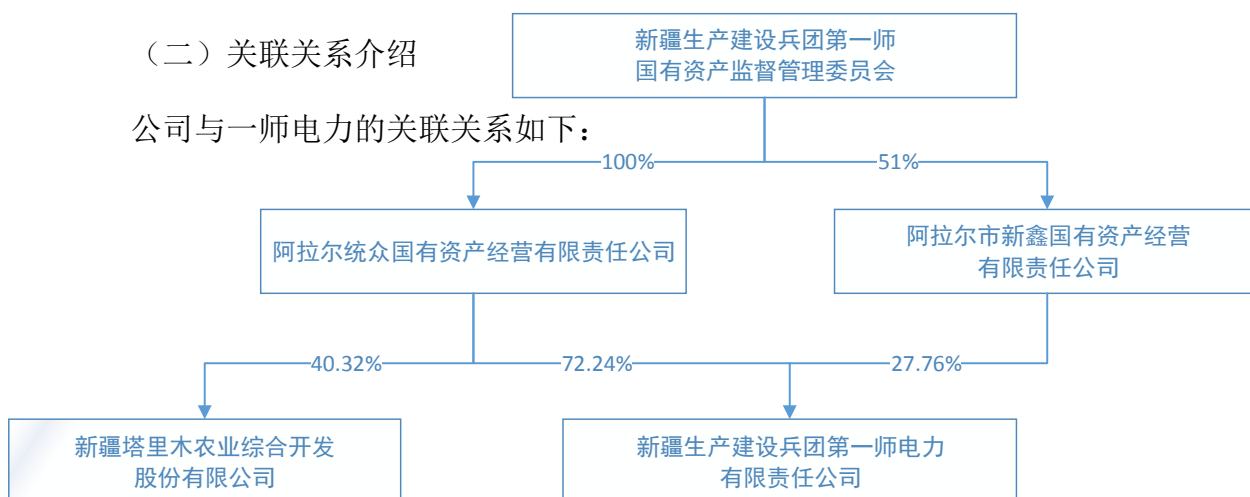 （二）关联关系介绍
新疆生产建设兵团第一师
国有资产监督管理委员会
公司与一师电力的关联关系如下：
100%
51%
阿拉尔统众国有资产经营有限责任公司
阿拉尔市新鑫国有资产经营
有限责任公司
40.32%
72.24%
27.76%
新疆塔里木农业综合开发
股份有限公司
新疆生产建设兵团第一师电力
有限责任公司